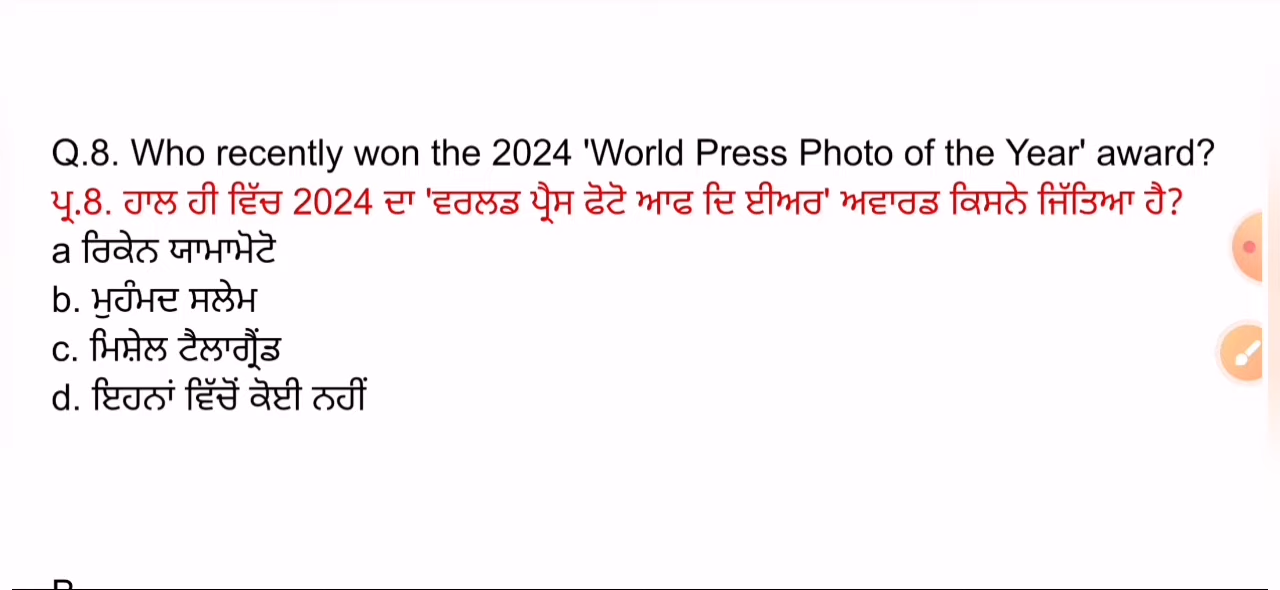 Q.8. Who recently won the 2024 'World Press Photo of the Year' award?
ਪ੍ਰ.8. ਹਾਲ ਹੀ ਵਿੱਚ 2024 ਦਾ 'ਵਰਲਡ ਪ੍ਰੈਸ ਫੋਟੋ ਆਫ ਦਿ ਈਅਰ' ਅਵਾਰਡ ਕਿਸਨੇ ਜਿੱਤਿਆ ਹੈ?
a ਰਿਕੇਨ ਯਾਮਾਮੋਟੋ
b. ਮੁਹੰਮਦ ਸਲੇਮ
c. ਮਿਸ਼ੇਲ ਟੈਲਾਗ੍ਰੈਂਡ
d. ਇਹਨਾਂ ਵਿੱਚੋਂ ਕੋਈ ਨਹੀਂ